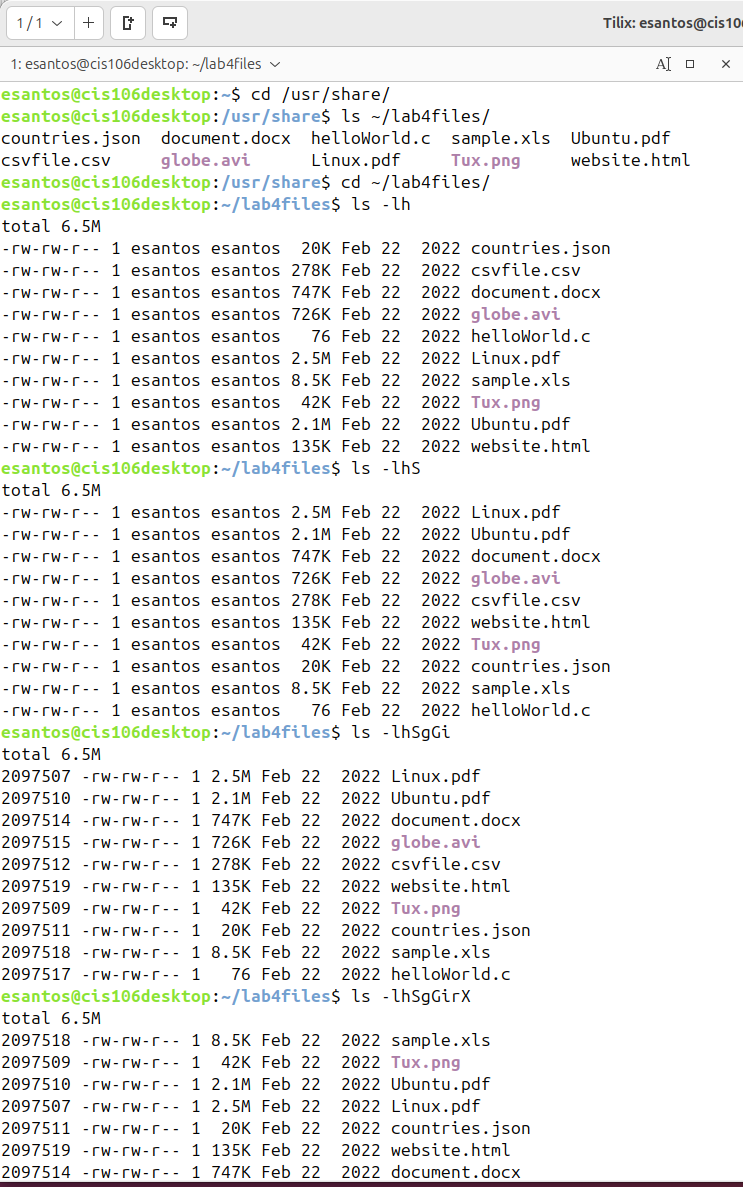 1 / 1
Tilix: esantos@cis10
1: esantos@cis106desktop: ~/lab4files
esantos@cis106desktop:~$ cd /usr/share/
esantos@cis106desktop:/usr/share$ ls ~/lab4files/
countries.json  document.docx  helloWorld.c  sample.xls  Ubuntu.pdf
csvfile.csv     globe.avi      Linux.pdf     Tux.png     website.html
esantos@cis106desktop:/usr/share$ cd ~/lab4files/
esantos@cis106desktop:~/lab4files$ ls -lh
total 6.5M
-rw-rw-r-- 1 esantos esantos  20K Feb 22  2022 countries.json
-rw-rw-r-- 1 esantos esantos 278K Feb 22  2022 csvfile.csv
-rw-rw-r-- 1 esantos esantos 747K Feb 22  2022 document.docx
-rw-rw-r-- 1 esantos esantos 726K Feb 22  2022 globe.avi
-rw-rw-r-- 1 esantos esantos   76 Feb 22  2022 helloWorld.c
-rw-rw-r-- 1 esantos esantos 2.5M Feb 22  2022 Linux.pdf
-rw-rw-r-- 1 esantos esantos 8.5K Feb 22  2022 sample.xls
-rw-rw-r-- 1 esantos esantos  42K Feb 22  2022 Tux.png
-rw-rw-r-- 1 esantos esantos 2.1M Feb 22  2022 Ubuntu.pdf
-rw-rw-r-- 1 esantos esantos 135K Feb 22  2022 website.html
esantos@cis106desktop:~/lab4files$ ls -lhS
total 6.5M
-rw-rw-r-- 1 esantos esantos 2.5M Feb 22  2022 Linux.pdf
-rw-rw-r-- 1 esantos esantos 2.1M Feb 22  2022 Ubuntu.pdf
-rw-rw-r-- 1 esantos esantos 747K Feb 22  2022 document.docx
-rw-rw-r-- 1 esantos esantos 726K Feb 22  2022 globe.avi
-rw-rw-r-- 1 esantos esantos 278K Feb 22  2022 csvfile.csv
-rw-rw-r-- 1 esantos esantos 135K Feb 22  2022 website.html
-rw-rw-r-- 1 esantos esantos  42K Feb 22  2022 Tux.png
-rw-rw-r-- 1 esantos esantos  20K Feb 22  2022 countries.json
-rw-rw-r-- 1 esantos esantos 8.5K Feb 22  2022 sample.xls
-rw-rw-r-- 1 esantos esantos   76 Feb 22  2022 helloWorld.c
esantos@cis106desktop:~/lab4files$ ls -lhSgGi
total 6.5M
2097507 -rw-rw-r-- 1 2.5M Feb 22  2022 Linux.pdf
2097510 -rw-rw-r-- 1 2.1M Feb 22  2022 Ubuntu.pdf
2097514 -rw-rw-r-- 1 747K Feb 22  2022 document.docx
2097515 -rw-rw-r-- 1 726K Feb 22  2022 globe.avi
2097512 -rw-rw-r-- 1 278K Feb 22  2022 csvfile.csv
2097519 -rw-rw-r-- 1 135K Feb 22  2022 website.html
2097509 -rw-rw-r-- 1  42K Feb 22  2022 Tux.png
2097511 -rw-rw-r-- 1  20K Feb 22  2022 countries.json
2097518 -rw-rw-r-- 1 8.5K Feb 22  2022 sample.xls
2097517 -rw-rw-r-- 1   76 Feb 22  2022 helloWorld.c
esantos@cis106desktop:~/lab4files$ ls -lhSgGirX
total 6.5M
2097518 -rw-rw-r-- 1 8.5K Feb 22  2022 sample.xls
2097509 -rw-rw-r-- 1  42K Feb 22  2022 Tux.png
2097510 -rw-rw-r-- 1 2.1M Feb 22  2022 Ubuntu.pdf
2097507 -rw-rw-r-- 1 2.5M Feb 22  2022 Linux.pdf
2097511 -rw-rw-r-- 1  20K Feb 22  2022 countries.json
2097519 -rw-rw-r-- 1 135K Feb 22  2022 website.html
2097514 -rw-rw-r-- 1 747K Feb 22  2022 document.docx